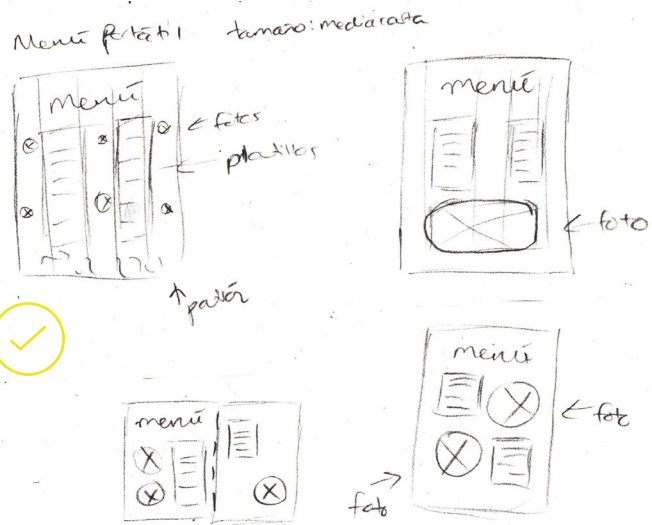 Menú Portátil tamaño: media carta
menú
fotos
platillos
patrón
menú
foto
menú
menú
foto
foto